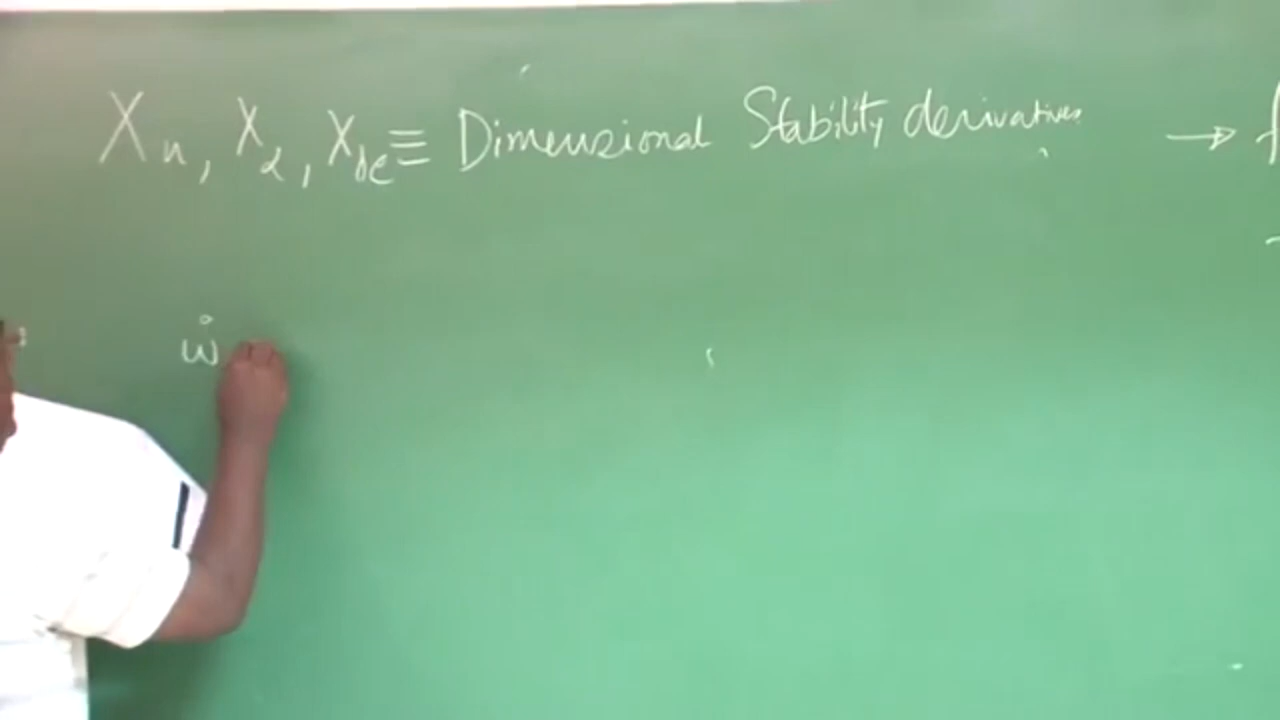 Xu, Xα, Xδe ≡ Dimensional Stability derivatives →
ẇ